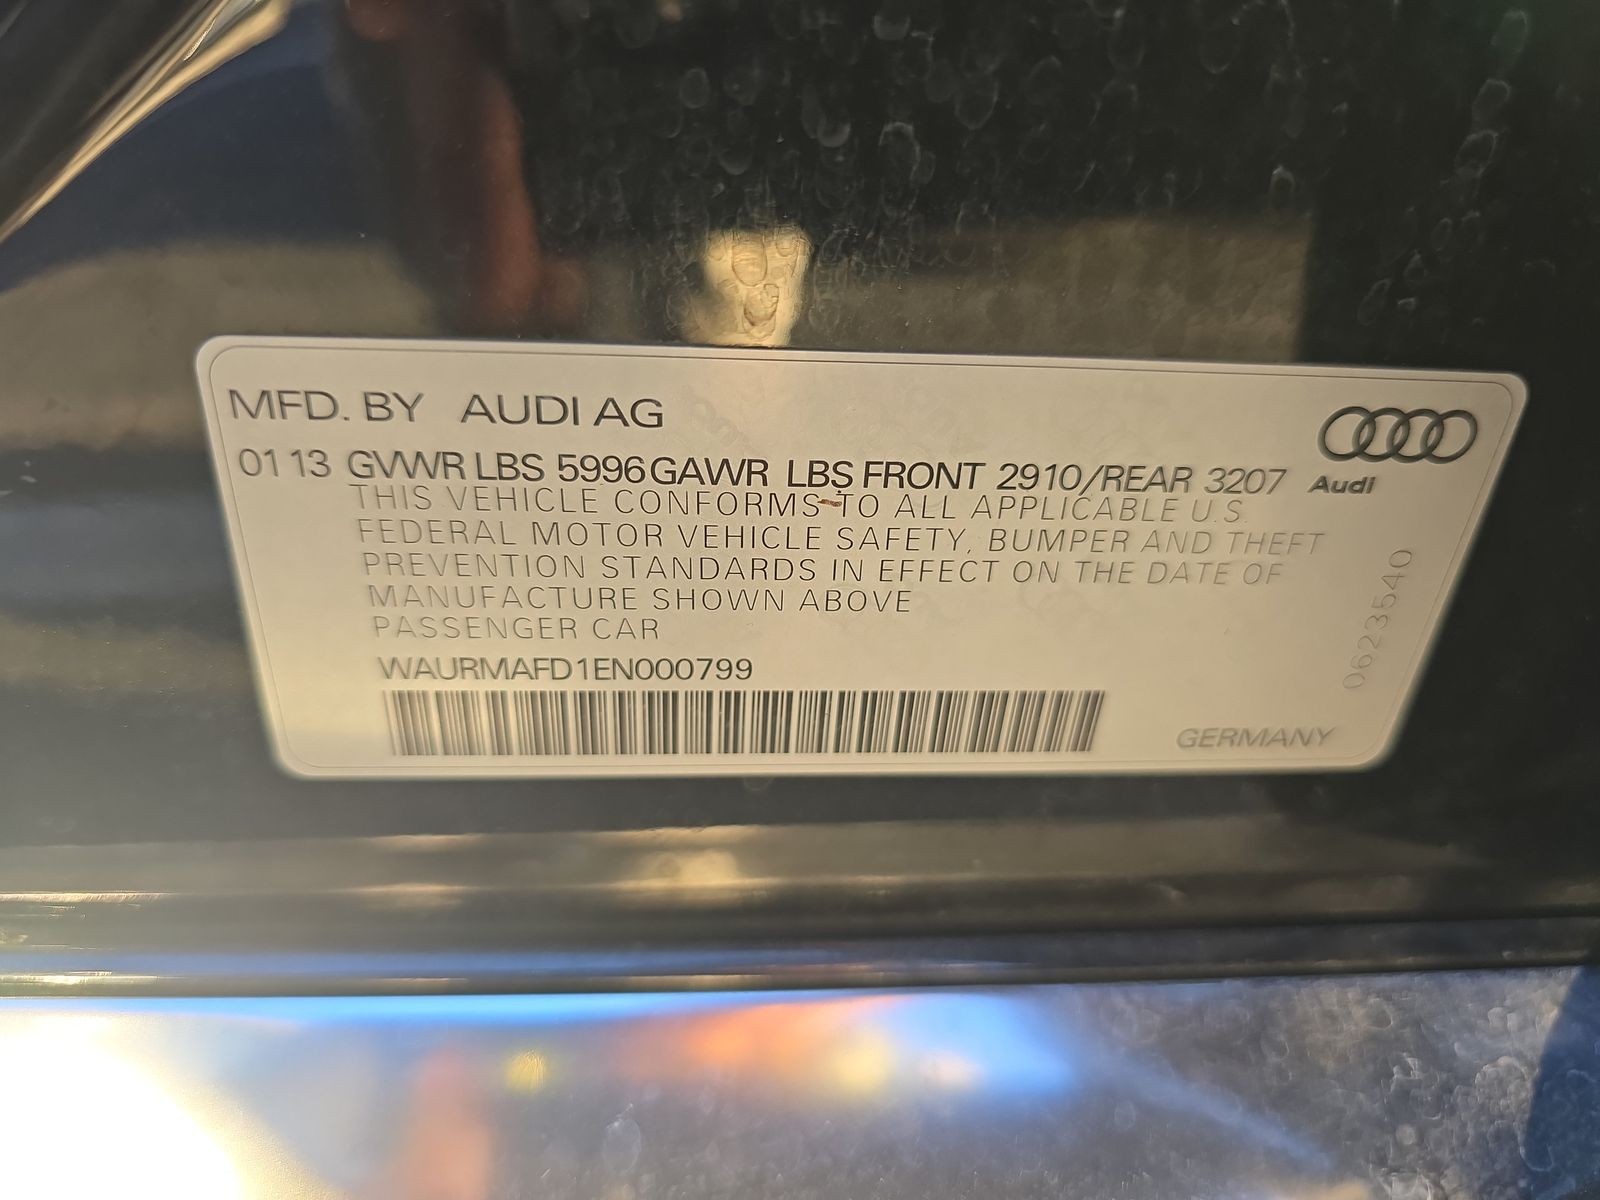 MFD. BY AUDI AG
01 13 GVWR LBS 5996 GAWR LBS FRONT 2910/REAR 3207
Audi
THIS VEHICLE CONFORMS TO ALL APPLICABLE U.S.
FEDERAL MOTOR VEHICLE SAFETY, BUMPER AND THEFT
PREVENTION STANDARDS IN EFFECT ON THE DATE OF
MANUFACTURE SHOWN ABOVE
PASSENGER CAR
WAURMAFD1EN000799
GERMANY
0623540